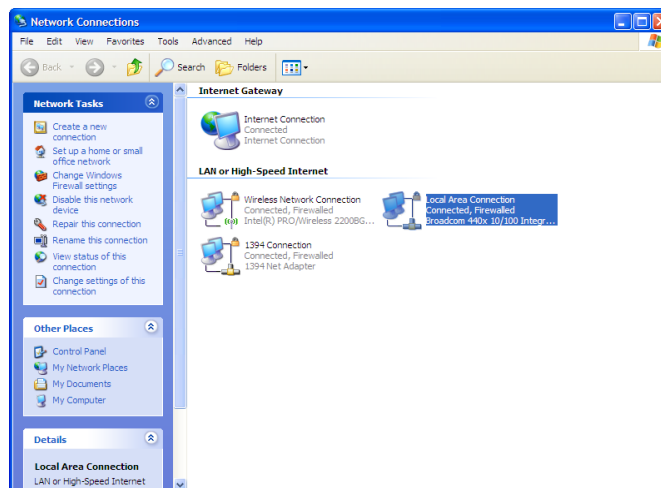 Network Connections
File Edit View Favorites Tools Advanced Help
Back Search Folders
Network Tasks
Create a new
connection
Set up a home or small
office network
Change Windows
Firewall settings
Disable this network
device
Repair this connection
Rename this connection
View status of this
connection
Change settings of this
connection
Other Places
Control Panel
My Network Places
My Documents
My Computer
Details
Local Area Connection
LAN or High-Speed Internet
Internet Gateway
Internet Connection
Connected
Internet Connection
LAN or High-Speed Internet
Wireless Network Connection
Connected, Firewalled
Intel(R) PRO/Wireless 2200BG...
Local Area Connection
Connected, Firewalled
Broadcom 440x 10/100 Integr...
1394 Connection
Connected, Firewalled
1394 Net Adapter